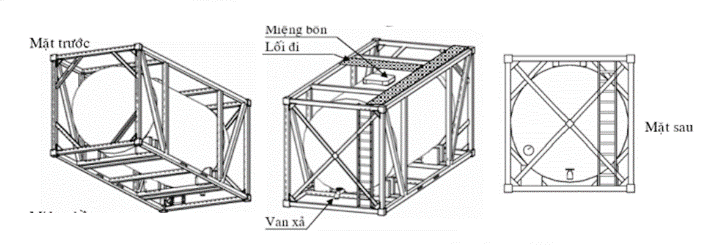 Miệng bồn
Mặt trước
Lối đi
Mặt sau
Van xả